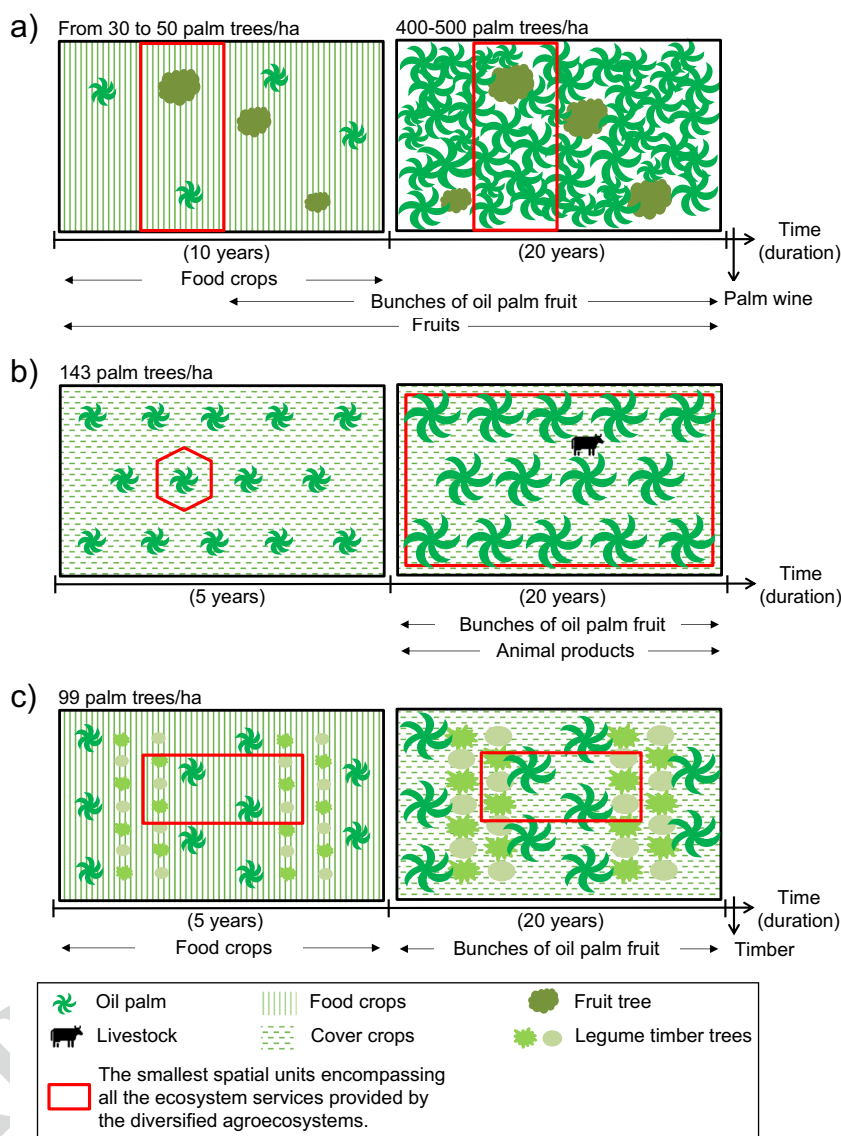 a)
From 30 to 50 palm trees/ha
400-500 palm trees/ha
Time
(duration)
(10 years)
(20 years)
Food crops
Bunches of oil palm fruit
Palm wine
Fruits
b)
143 palm trees/ha
Time
(duration)
(5 years)
(20 years)
Bunches of oil palm fruit
Animal products
c)
99 palm trees/ha
Time
(duration)
(5 years)
(20 years)
Food crops
Bunches of oil palm fruit
Timber
Oil palm
Food crops
Fruit tree
Livestock
Cover crops
Legume timber trees
The smallest spatial units encompassing
all the ecosystem services provided by
the diversified agroecosystems.